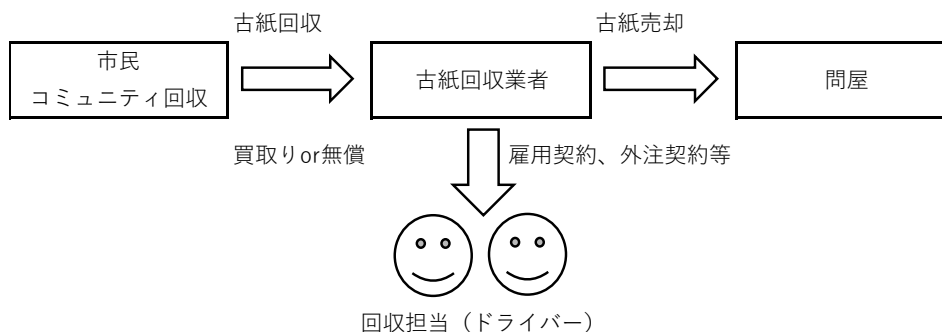 古紙回収
古紙売却
市民
コミュニティ回収
古紙回収業者
問屋
買取りor無償
雇用契約、外注契約等
回収担当（ドライバー）